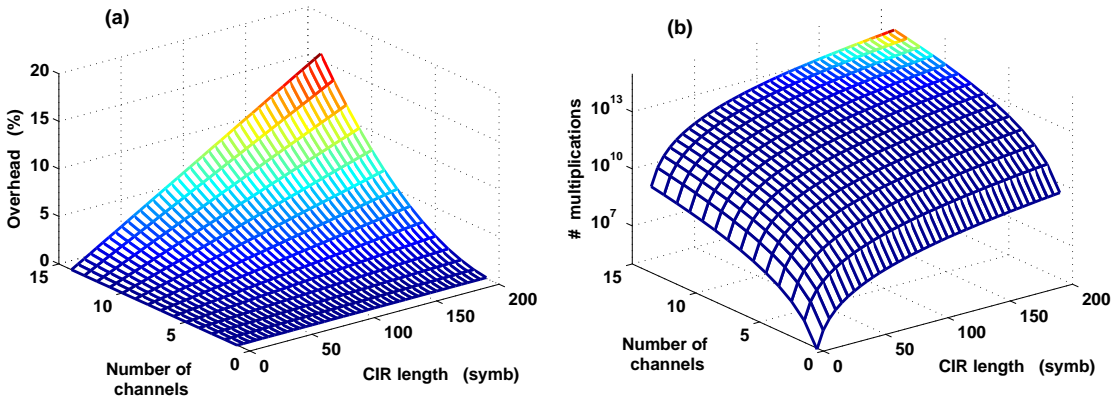 (a)
20
15
10
5
0
Overhead (%)
15
10
5
0
Number of
channels
0
50
100
150
200
CIR length (symb)
(b)
10^13
10^10
10^7
# multiplications
15
10
5
0
Number of
channels
0
50
100
150
200
CIR length (symb)